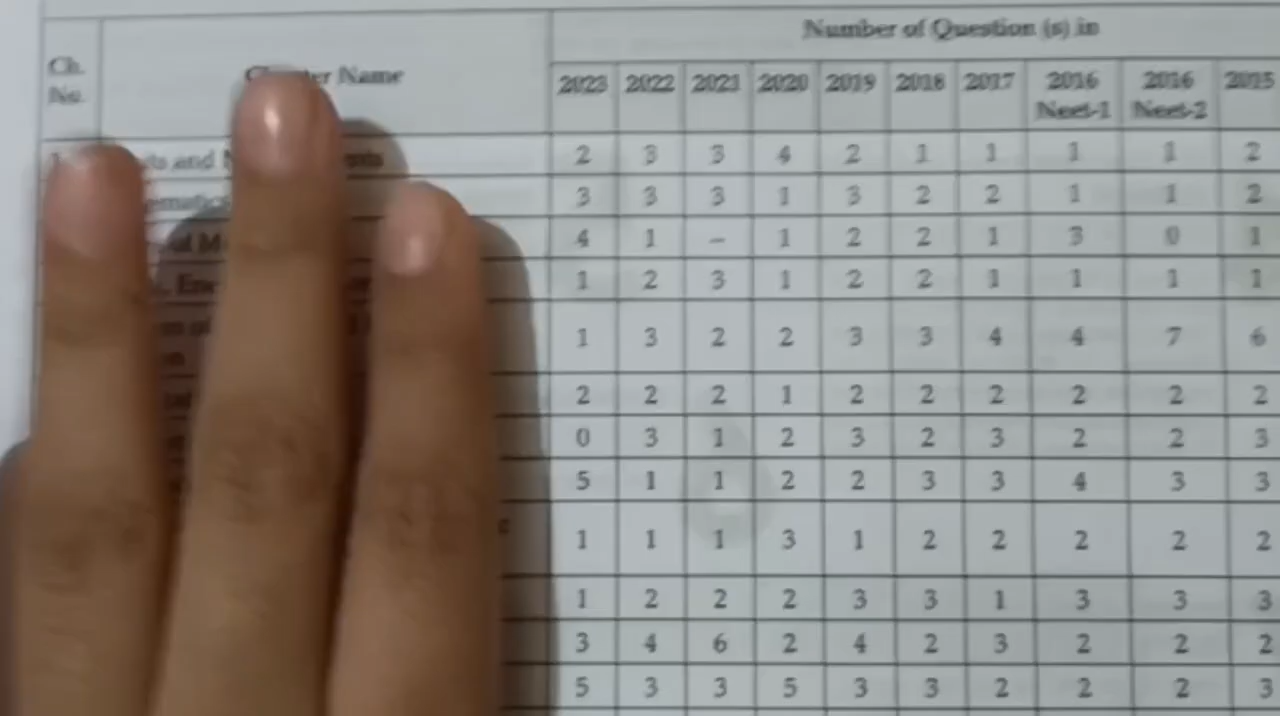 Number of Question (s) in
Ch. No. Name 2023 2022 2021 2020 2019 2018 2017 2016 Neet-1 2016 Neet-2 2015
and 2 3 3 4 2 1 1 1 1 2
3 3 3 1 3 2 2 1 1 2
4 1 – 1 2 2 1 3 0 1
1 2 3 1 2 2 1 1 1 1
1 3 2 2 3 3 4 4 7 6
2 2 2 1 2 2 2 2 2 2
0 3 1 2 3 2 3 2 2 3
5 1 1 2 2 3 3 4 3 3
1 1 1 3 1 2 2 2 2 2
1 2 2 2 3 3 1 3 3 3
3 4 6 2 4 2 3 2 2 2
5 3 3 5 3 3 2 2 2 3